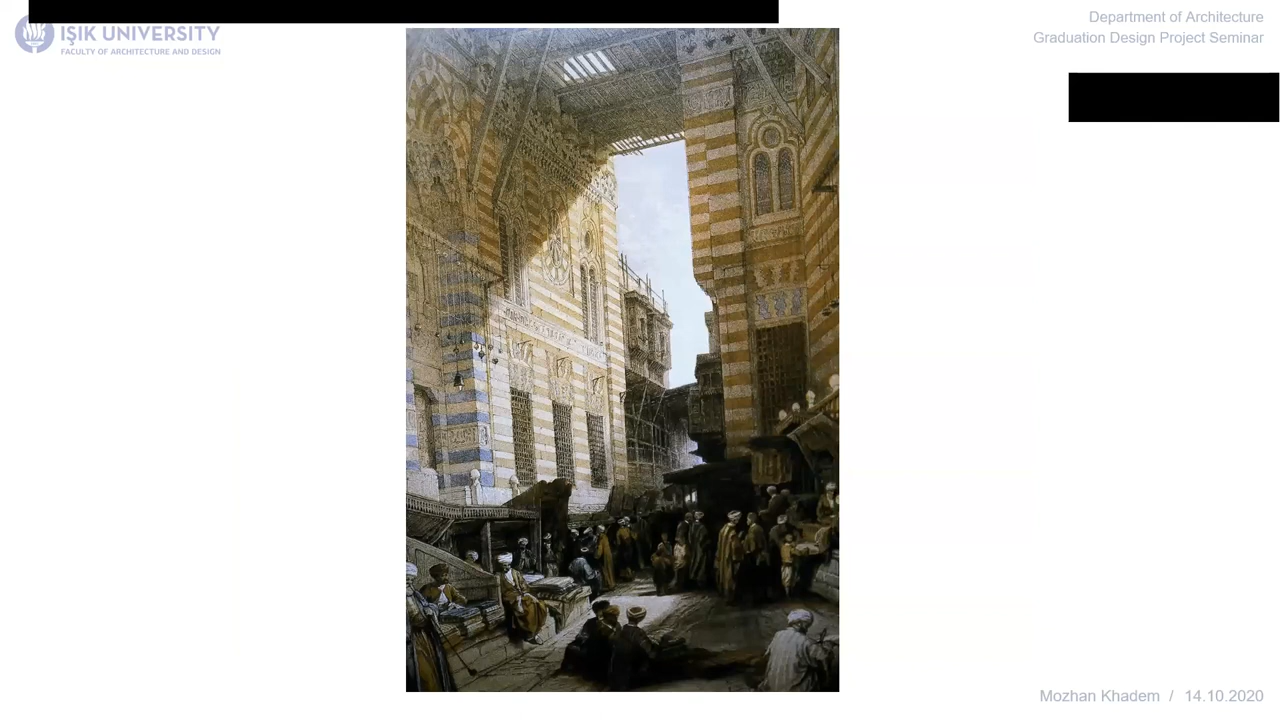 IŞIK UNIVERSITY
FACULTY OF ARCHITECTURE AND DESIGN
Department of Architecture
Graduation Design Project Seminar
Mozhan Khadem / 14.10.2020